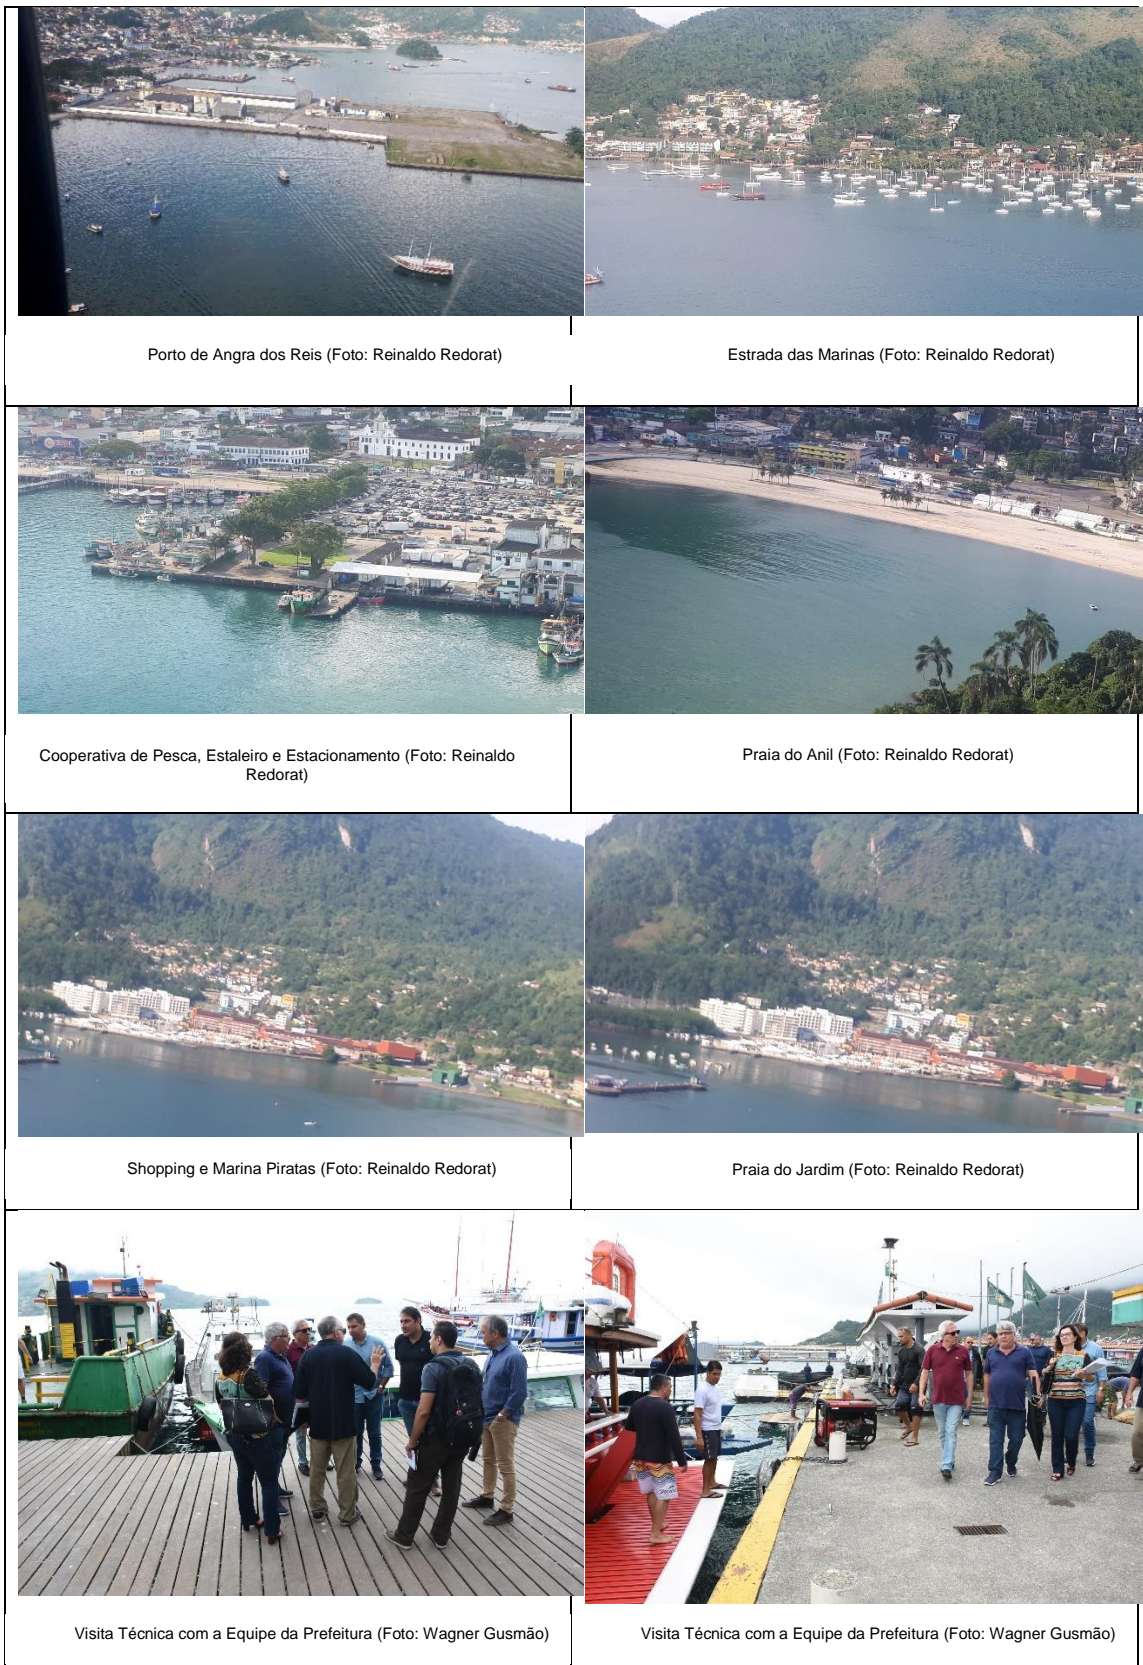 Porto de Angra dos Reis (Foto: Reinaldo Redorat)
Estrada das Marinas (Foto: Reinaldo Redorat)
Cooperativa de Pesca, Estaleiro e Estacionamento (Foto: Reinaldo
Redorat)
Praia do Anil (Foto: Reinaldo Redorat)
Shopping e Marina Piratas (Foto: Reinaldo Redorat)
Praia do Jardim (Foto: Reinaldo Redorat)
Visita Técnica com a Equipe da Prefeitura (Foto: Wagner Gusmão)
Visita Técnica com a Equipe da Prefeitura (Foto: Wagner Gusmão)